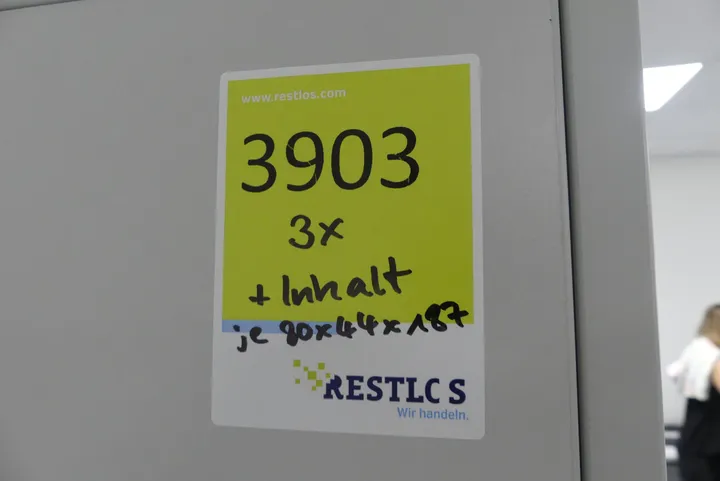 www.restlos.com
3903
3x
+ Inhalt
je 80x44x187
RESTLOS
Wir handeln.